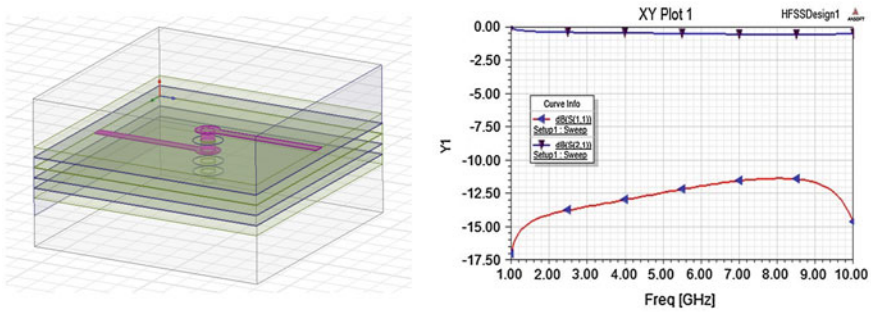 XY Plot 1
HFSSDesign1
ANSOFT
0.00
-2.50
-5.00
-7.50
-10.00
-12.50
-15.00
-17.50
Y1
Curve Info
dB(S(1,1))
Setup1 : Sweep
dB(S(2,1))
Setup1 : Sweep
1.00 2.00 3.00 4.00 5.00 6.00 7.00 8.00 9.00 10.00
Freq [GHz]